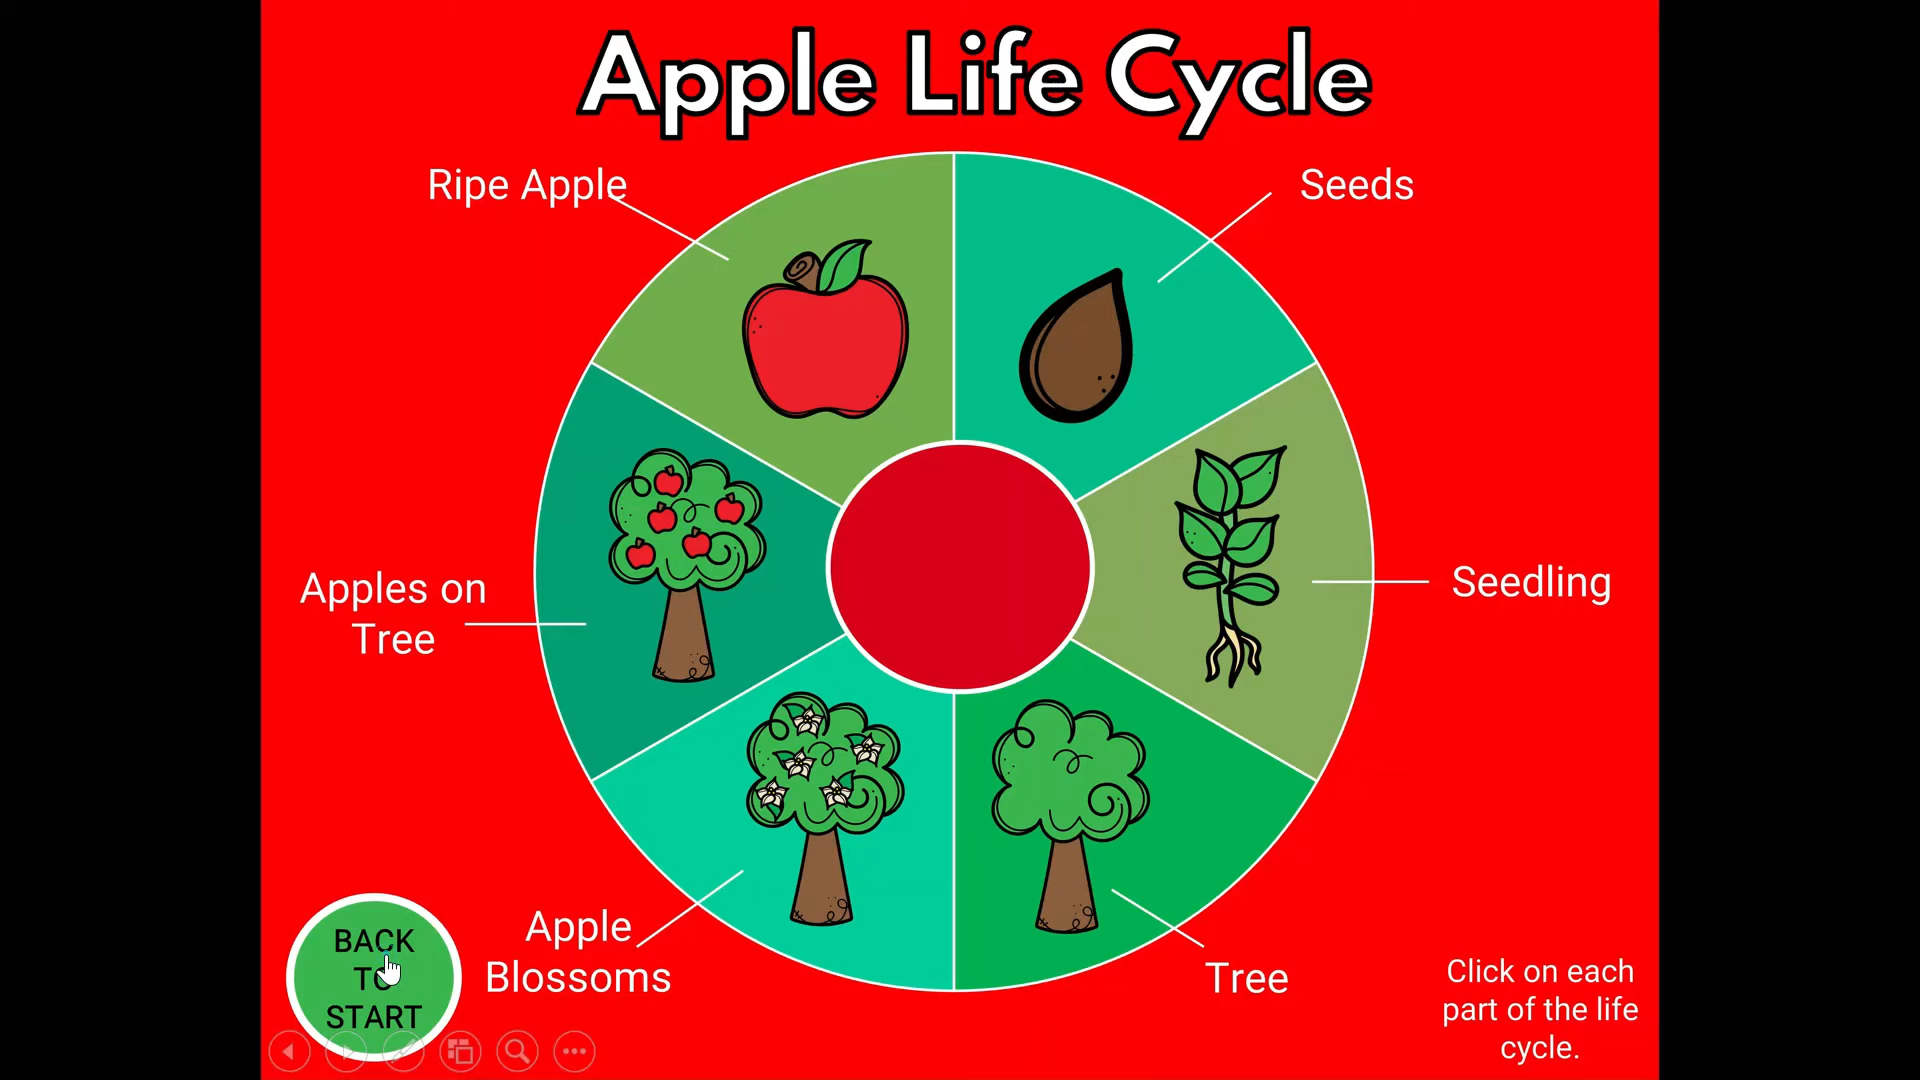 Apple Life Cycle
Ripe Apple
Seeds
Apples on
Tree
Seedling
Apple
Blossoms
Tree
BACK
TO
START
Click on each
part of the life
cycle.